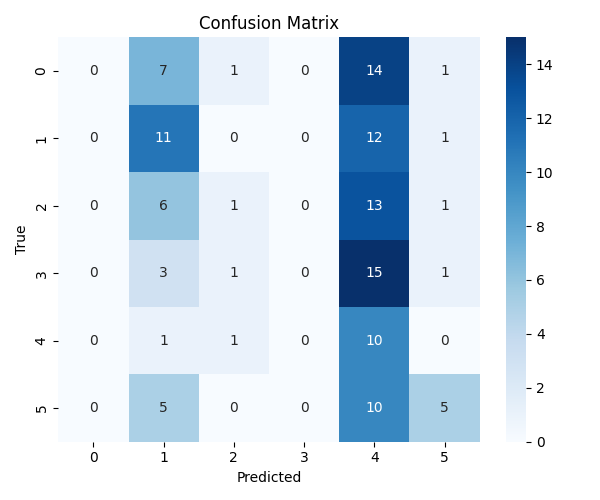 Confusion Matrix
True
0 0 7 1 0 14 1
1 0 11 0 0 12 1
2 0 6 1 0 13 1
3 0 3 1 0 15 1
4 0 1 1 0 10 0
5 0 5 0 0 10 5
0 1 2 3 4 5
Predicted
14
12
10
8
6
4
2
0